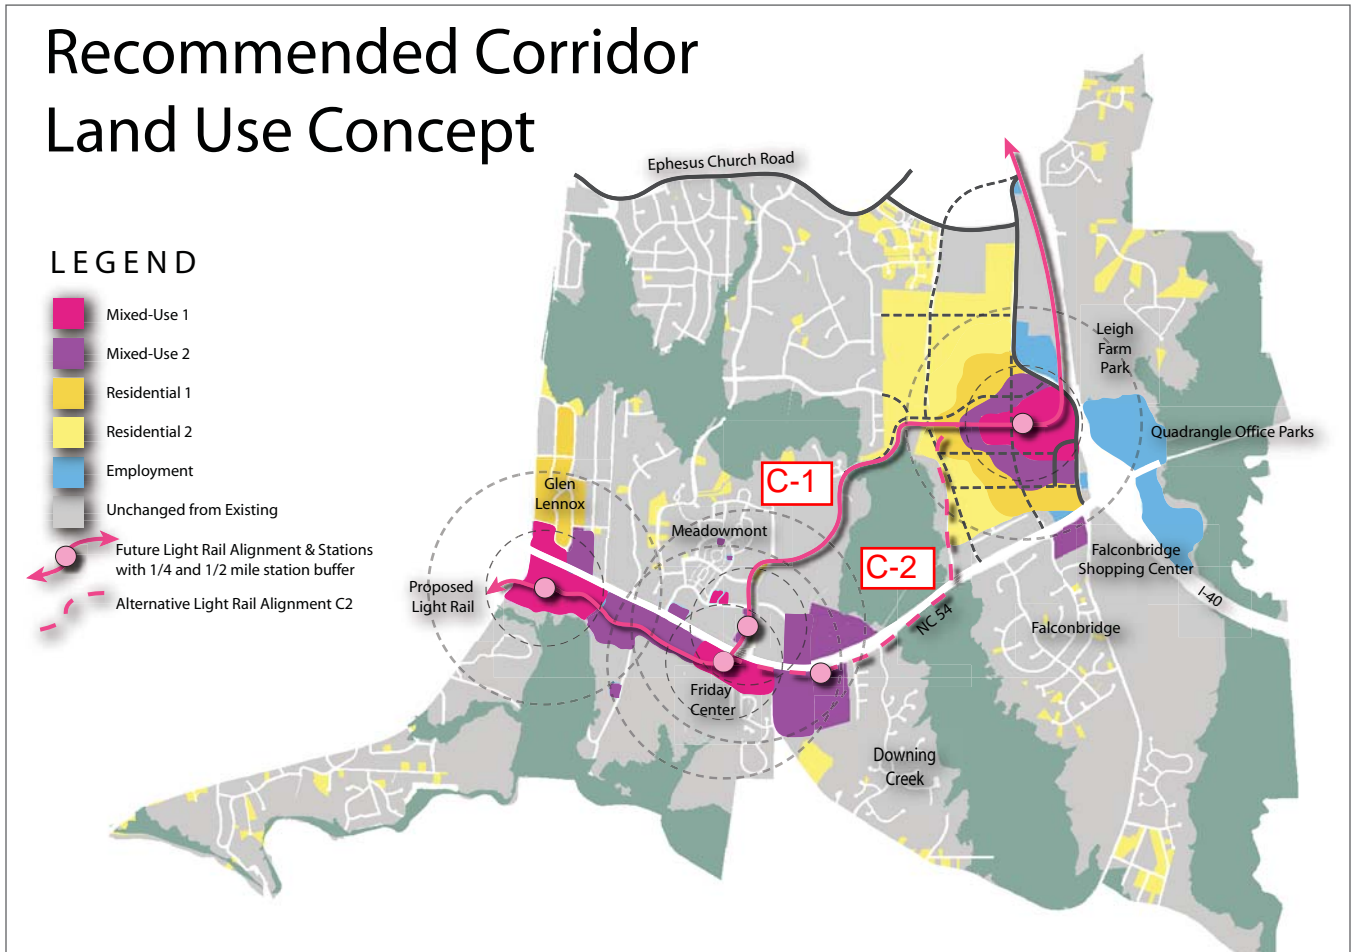 Recommended Corridor
Land Use Concept
Ephesus Church Road
LEGEND
Mixed-Use 1
Mixed-Use 2
Residential 1
Residential 2
Employment
Unchanged from Existing
Future Light Rail Alignment & Stations
with 1/4 and 1/2 mile station buffer
Alternative Light Rail Alignment C2
Leigh
Farm
Park
Quadrangle Office Parks
C-1
Glen
Lennox
Meadowmont
C-2
Falconbridge
Shopping Center
Proposed
Light Rail
I-40
NC 54
Falconbridge
Friday
Center
Downing
Creek